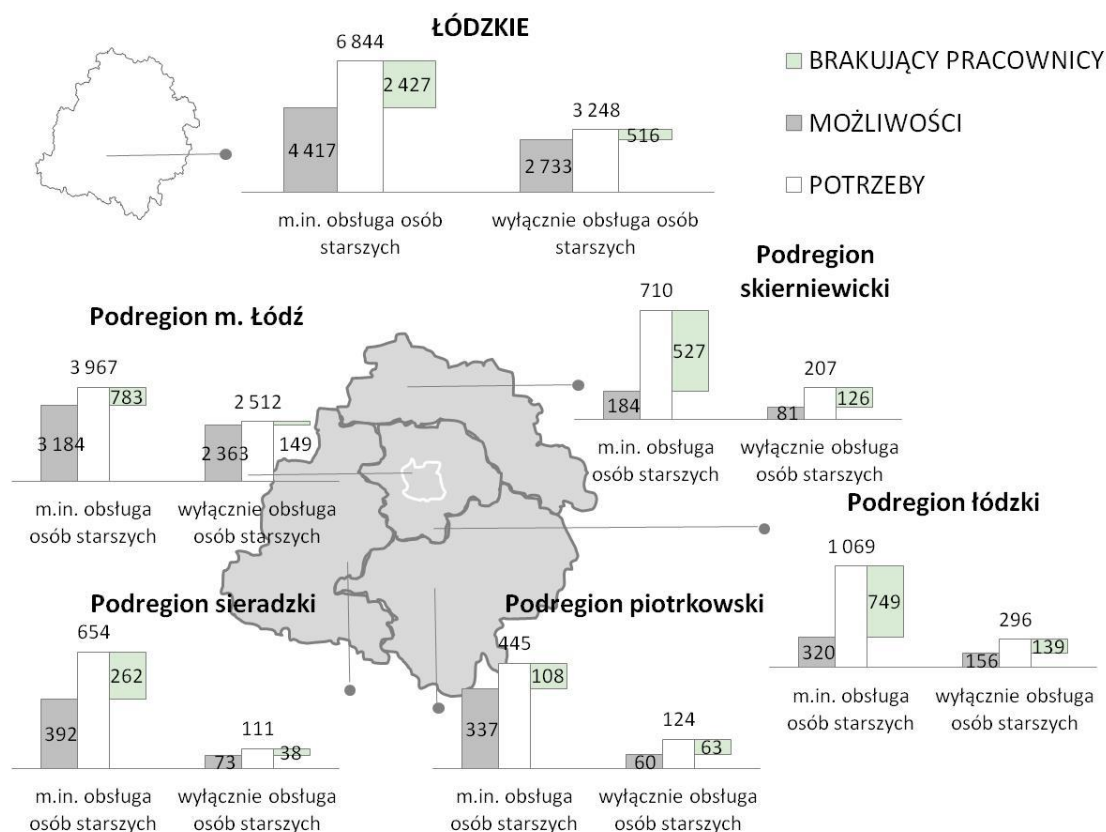 ŁÓDZKIE
6 844
2 427
4 417
3 248
516
2 733
m.in. obsługa osób
starszych
wyłącznie obsługa osób
starszych
BRAKUJĄCY PRACOWNICY
MOŻLIWOŚCI
POTRZEBY
Podregion
skierniewicki
710
527
184
207
126
81
m.in. obsługa
osób starszych
wyłącznie obsługa
osób starszych
Podregion m. Łódź
3 967
783
3 184
2 512
149
2 363
m.in. obsługa
osób starszych
wyłącznie obsługa
osób starszych
Podregion łódzki
1 069
749
320
296
139
156
m.in. obsługa
osób starszych
wyłącznie obsługa
osób starszych
Podregion sieradzki
654
262
392
111
38
73
m.in. obsługa
osób starszych
wyłącznie obsługa
osób starszych
Podregion piotrkowski
445
108
337
124
63
60
m.in. obsługa
osób starszych
wyłącznie obsługa
osób starszych